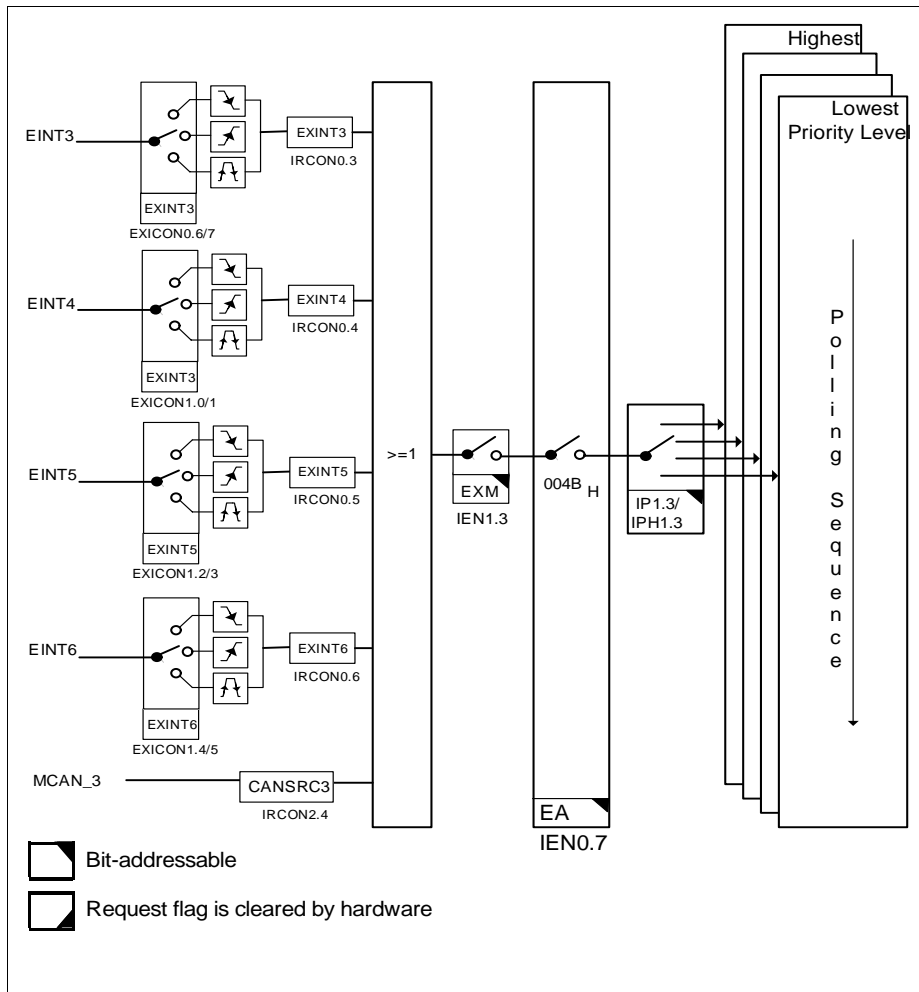 Highest
Lowest
Priority Level
EINT3
EXINT3
IRCON0.3
EXINT3
EXICON0.6/7
EINT4
EXINT4
IRCON0.4
EXINT3
EXICON1.0/1
EINT5
EXINT5
IRCON0.5
EXINT5
EXICON1.2/3
EINT6
EXINT6
IRCON0.6
EXINT6
EXICON1.4/5
MCAN_3
CANSRC3
IRCON2.4
>=1
EXM
IEN1.3
004B H
EA
IEN0.7
IP1.3/
IPH1.3
Polling Sequence
Bit-addressable
Request flag is cleared by hardware